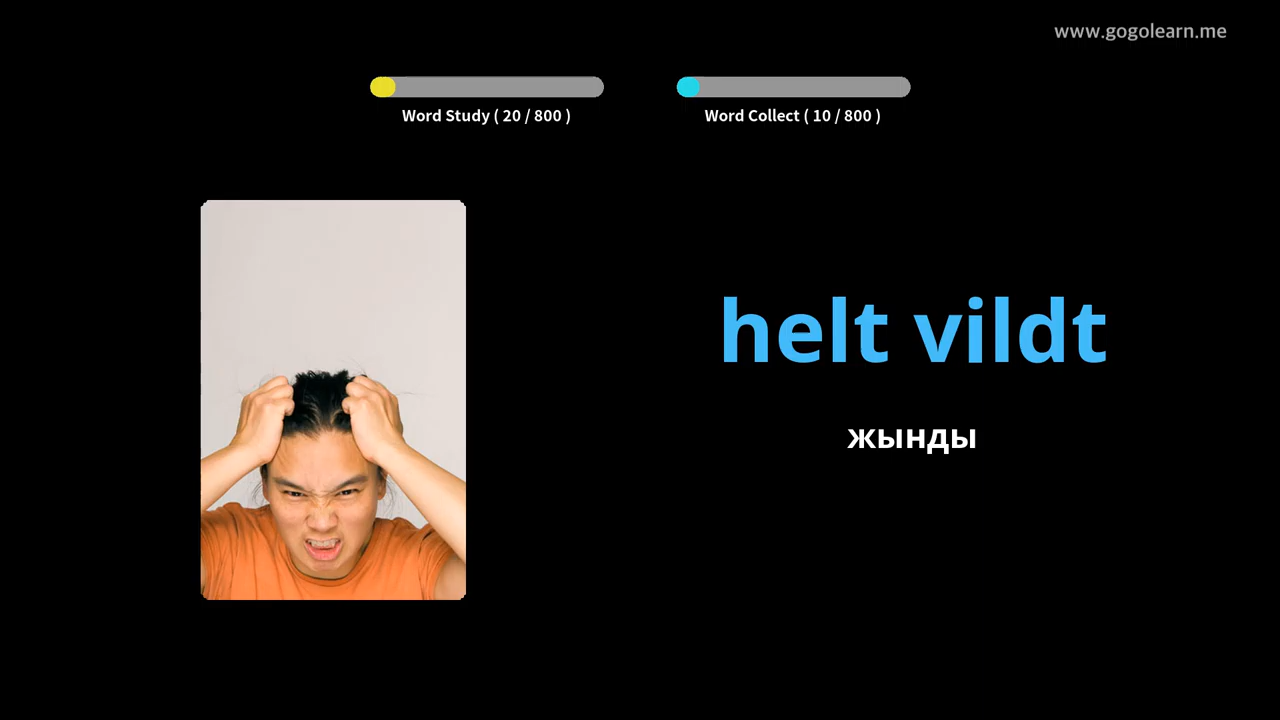 www.gogolearn.me
Word Study ( 20 / 800 )
Word Collect ( 10 / 800 )
helt vildt
жынды